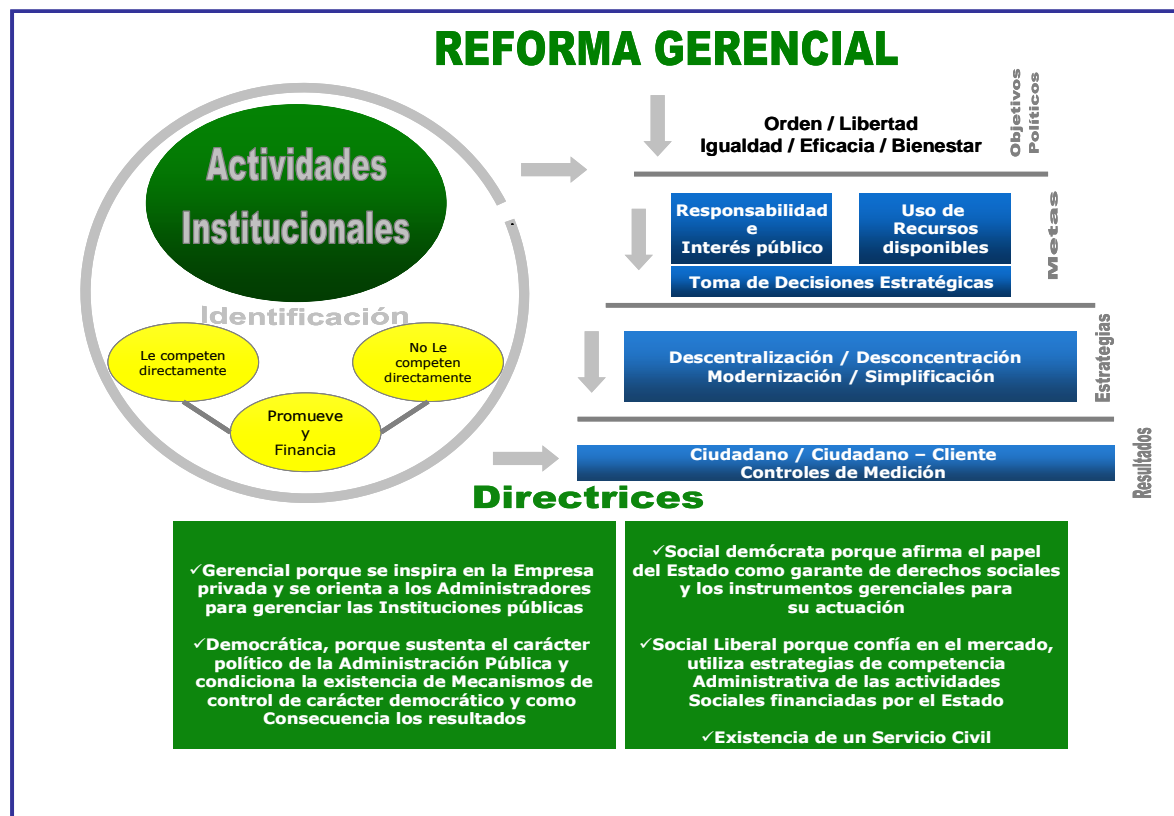 REFORMA GERENCIAL
Actividades
Institucionales
Identificación
Le competen
directamente
No Le
competen
directamente
Promueve
y
Financia
Orden / Libertad
Igualdad / Eficacia / Bienestar
Objetivos
Políticos
Responsabilidad
e
Interés público
Uso de
Recursos
disponibles
Toma de Decisiones Estratégicas
Metas
Descentralización / Desconcentración
Modernización / Simplificación
Estrategias
Ciudadano / Ciudadano – Cliente
Controles de Medición
Resultados
Directrices
✓Gerencial porque se inspira en la Empresa
privada y se orienta a los Administradores
para gerenciar las Instituciones públicas
✓Democrática, porque sustenta el carácter
político de la Administración Pública y
condiciona la existencia de Mecanismos de
control de carácter democrático y como
Consecuencia los resultados
✓Social demócrata porque afirma el papel
del Estado como garante de derechos sociales
y los instrumentos gerenciales para
su actuación
✓Social Liberal porque confía en el mercado,
utiliza estrategias de competencia
Administrativa de las actividades
Sociales financiadas por el Estado
✓Existencia de un Servicio Civil